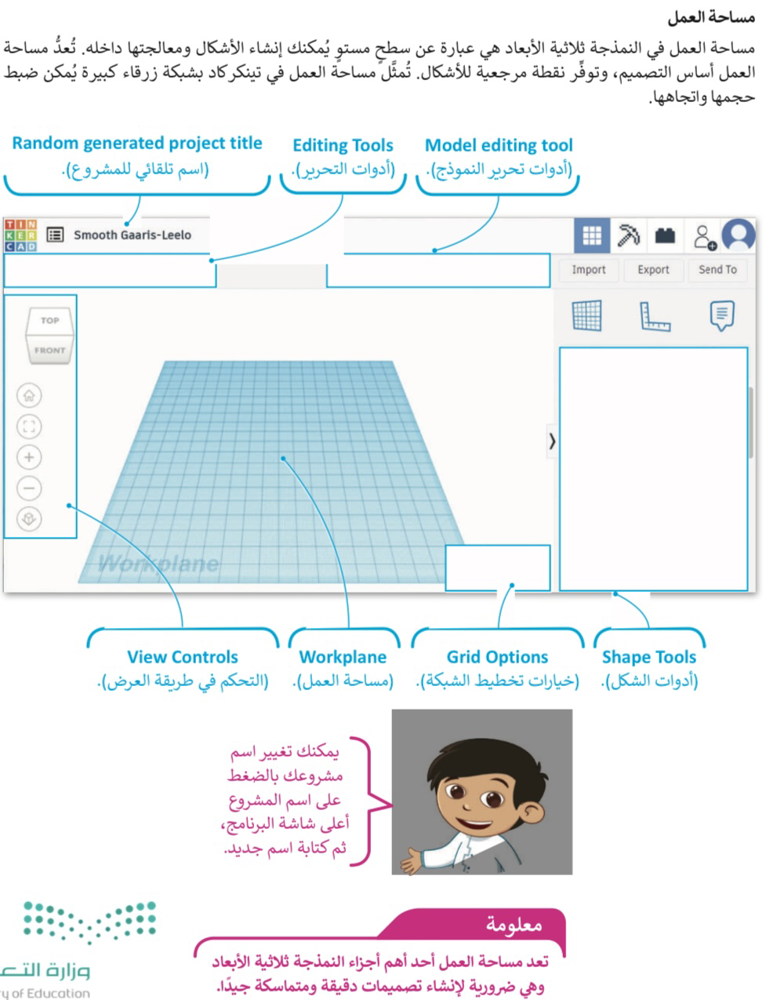 مساحة العمل
مساحة العمل في النمذجة ثلاثية الأبعاد هي عبارة عن سطحٍ مستوٍ يُمكنك إنشاء الأشكال ومعالجتها داخله. تُعدُّ مساحة
العمل أساس التصميم، وتوفِّر نقطة مرجعية للأشكال. تُمثَّل مساحة العمل في تينكركاد بشبكة زرقاء كبيرة يُمكن ضبط
حجمها واتجاهها.
Random generated project title
(اسم تلقائي للمشروع).
Editing Tools
(أدوات التحرير).
Model editing tool
(أدوات تحرير النموذج).
TIN
KER
CAD
Smooth Gaaris-Leelo
Import
Export
Send To
TOP
FRONT
Workplane
View Controls
(التحكم في طريقة العرض).
Workplane
(مساحة العمل).
Grid Options
(خيارات تخطيط الشبكة).
Shape Tools
(أدوات الشكل).
يمكنك تغيير اسم
مشروعك بالضغط
على اسم المشروع
أعلى شاشة البرنامج،
ثم كتابة اسم جديد.
معلومة
تعد مساحة العمل أحد أهم أجزاء النمذجة ثلاثية الأبعاد
وهي ضرورية لإنشاء تصميمات دقيقة ومتماسكة جيدًا.
وزارة التع
y of Education